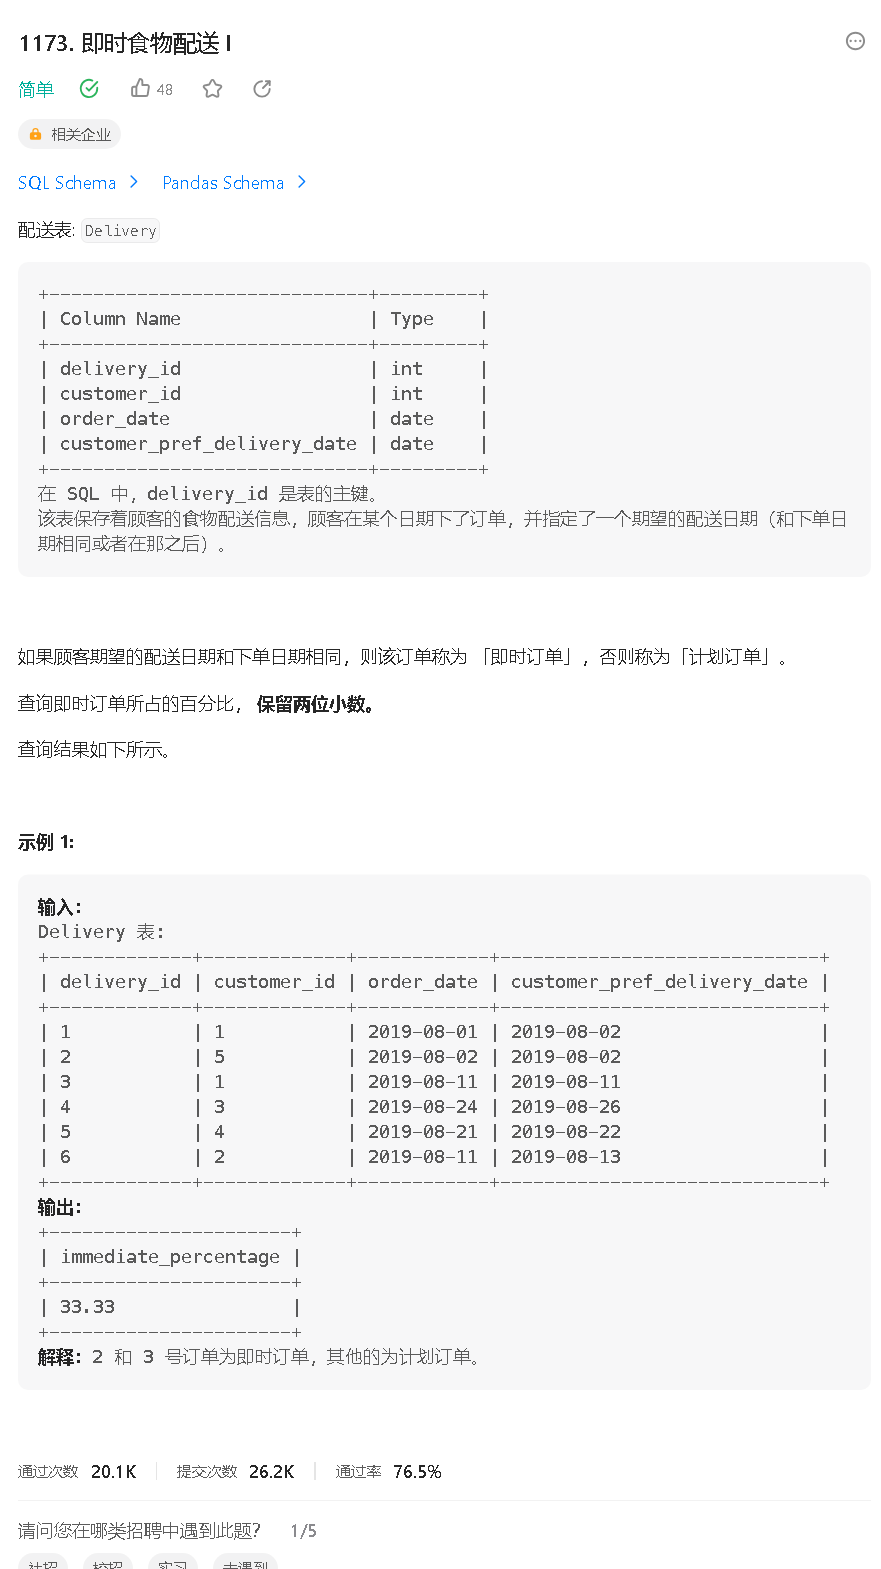 1173. 即时食物配送 I
简单 48
相关企业
SQL Schema Pandas Schema
配送表: Delivery
+-----------------------------+---------+
| Column Name                 | Type    |
+-----------------------------+---------+
| delivery_id                 | int     |
| customer_id                 | int     |
| order_date                  | date    |
| customer_pref_delivery_date | date    |
+-----------------------------+---------+
在 SQL 中，delivery_id 是表的主键。
该表保存着顾客的食物配送信息，顾客在某个日期下了订单，并指定了一个期望的配送日期（和下单日
期相同或者在那之后）。
如果顾客期望的配送日期和下单日期相同，则该订单称为 「即时订单」，否则称为「计划订单」。
查询即时订单所占的百分比， 保留两位小数。
查询结果如下所示。
示例 1:
输入：
Delivery 表:
+-------------+-------------+------------+-----------------------------+
| delivery_id | customer_id | order_date | customer_pref_delivery_date |
+-------------+-------------+------------+-----------------------------+
| 1           | 1           | 2019-08-01 | 2019-08-02                  |
| 2           | 5           | 2019-08-02 | 2019-08-02                  |
| 3           | 1           | 2019-08-11 | 2019-08-11                  |
| 4           | 3           | 2019-08-24 | 2019-08-26                  |
| 5           | 4           | 2019-08-21 | 2019-08-22                  |
| 6           | 2           | 2019-08-11 | 2019-08-13                  |
+-------------+-------------+------------+-----------------------------+
输出：
+----------------------+
| immediate_percentage |
+----------------------+
| 33.33                |
+----------------------+
解释：2 和 3 号订单为即时订单，其他的为计划订单。
通过次数 20.1K 提交次数 26.2K 通过率 76.5%
请问您在哪类招聘中遇到此题？ 1/5
社招 校招 实习 未遇到